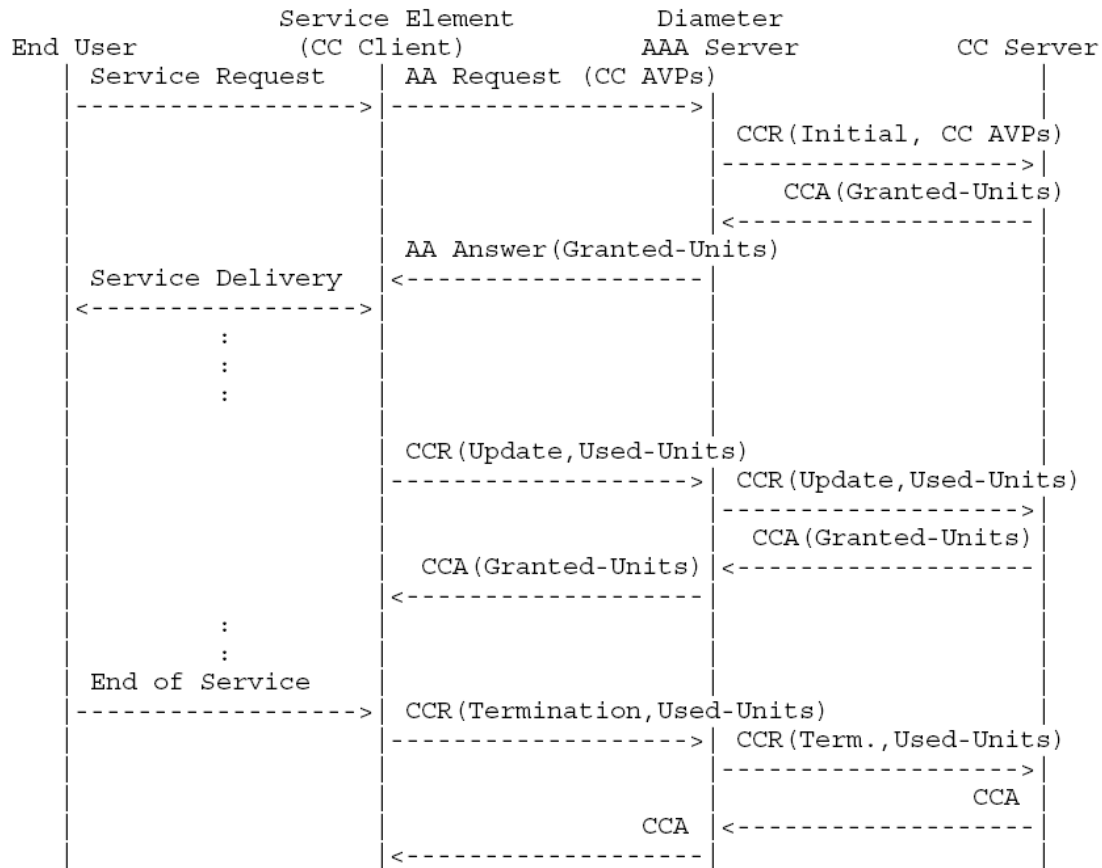 Service Element Diameter
End User (CC Client) AAA Server CC Server
Service Request AA Request (CC AVPs)
CCR(Initial, CC AVPs)
CCA(Granted-Units)
AA Answer(Granted-Units)
Service Delivery
:
:
:
CCR(Update,Used-Units)
CCR(Update,Used-Units)
CCA(Granted-Units)
CCA(Granted-Units)
:
:
End of Service
CCR(Termination,Used-Units)
CCR(Term.,Used-Units)
CCA
CCA